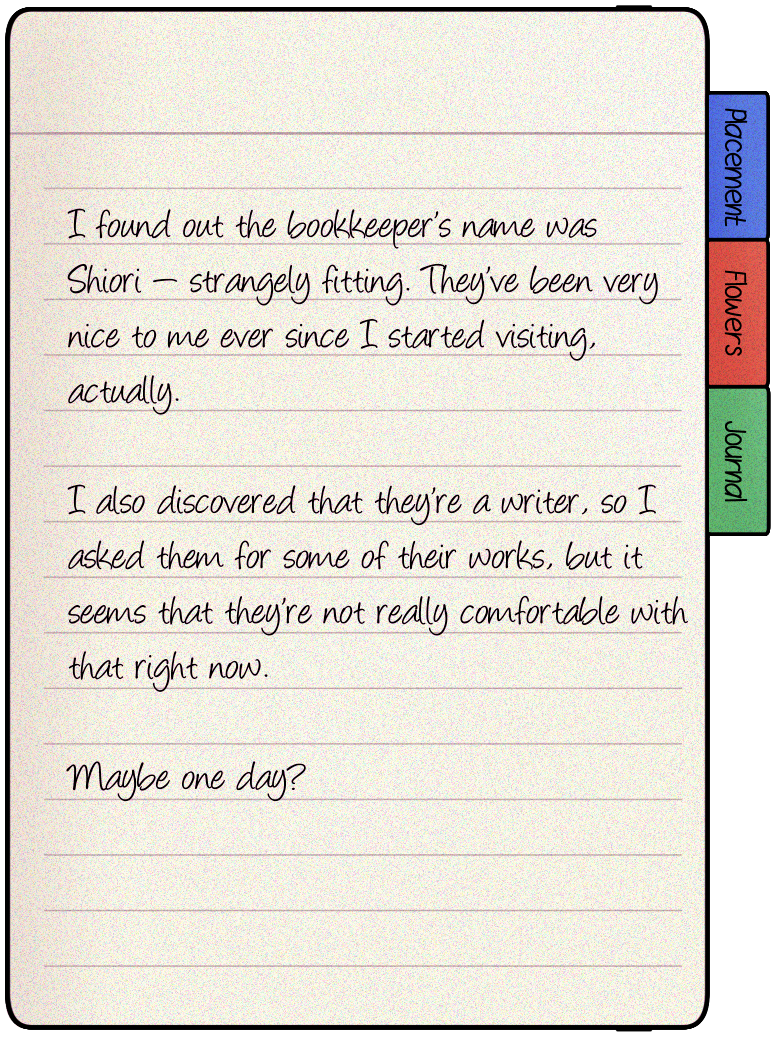 I found out the bookkeeper's name was
Shiori – strangely fitting. They've been very
nice to me ever since I started visiting,
actually.
I also discovered that they're a writer, so I
asked them for some of their works, but it
seems that they're not really comfortable with
that right now.
Maybe one day?
Placement
Flowers
Journal